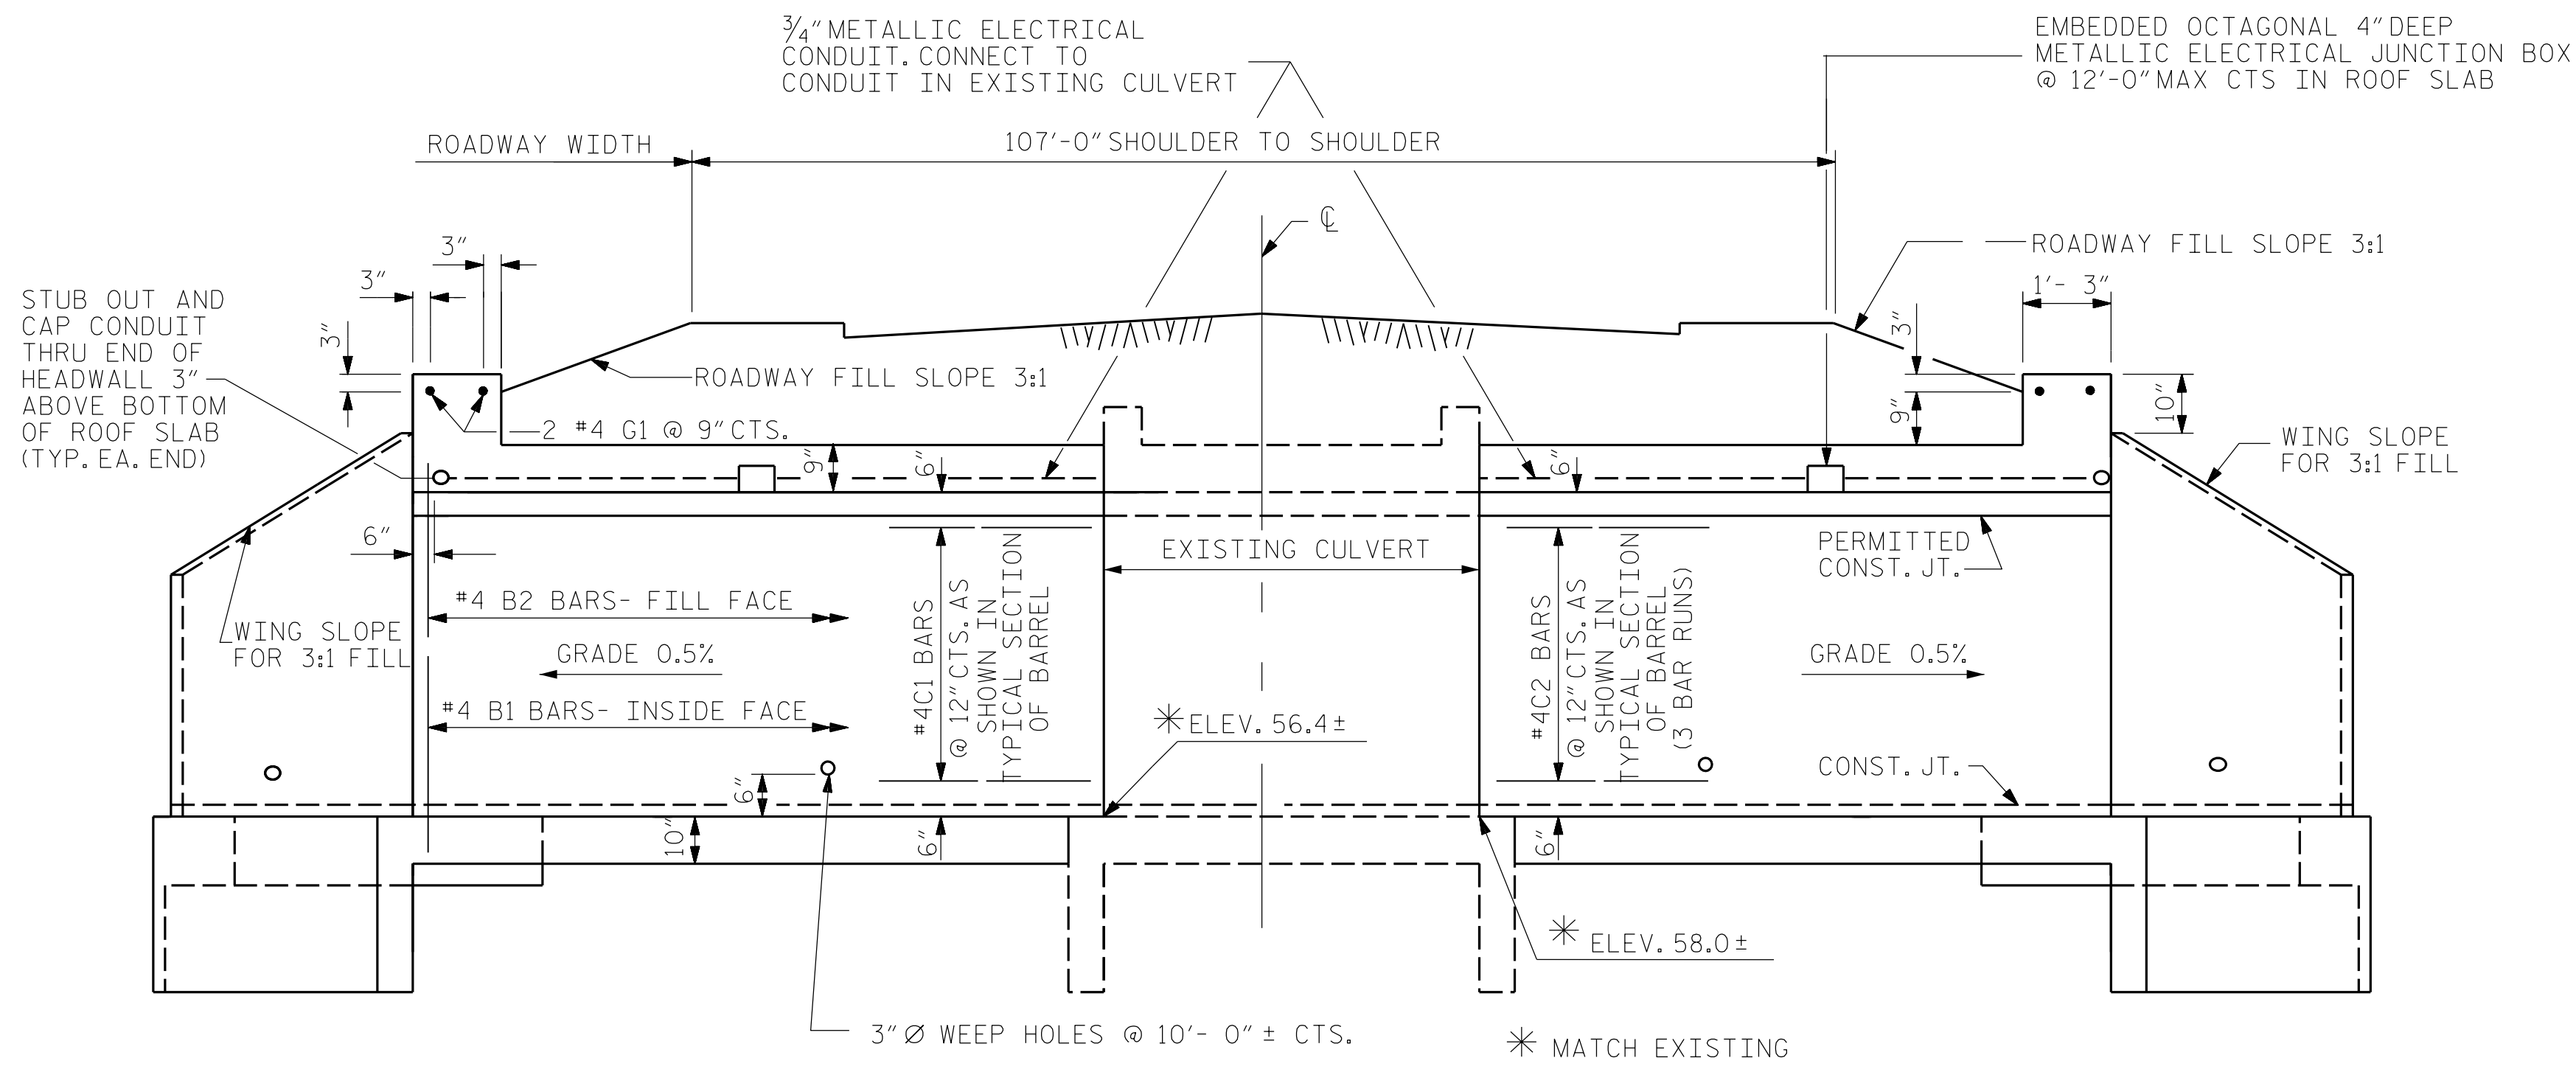 3/4" METALLIC ELECTRICAL
CONDUIT. CONNECT TO
CONDUIT IN EXISTING CULVERT
EMBEDDED OCTAGONAL 4" DEEP
METALLIC ELECTRICAL JUNCTION BOX
@ 12'-0" MAX CTS IN ROOF SLAB
ROADWAY WIDTH
107'-0" SHOULDER TO SHOULDER
℄
ROADWAY FILL SLOPE 3:1
3"
3"
3"
STUB OUT AND
CAP CONDUIT
THRU END OF
HEADWALL 3"
ABOVE BOTTOM
OF ROOF SLAB
(TYP. EA. END)
1'- 3"
3"
9"
10"
ROADWAY FILL SLOPE 3:1
2 #4 G1 @ 9" CTS.
WING SLOPE
FOR 3:1 FILL
9"
6"
6"
6"
EXISTING CULVERT
PERMITTED
CONST. JT.
#4 B2 BARS- FILL FACE
WING SLOPE
FOR 3:1 FILL
GRADE 0.5%
#4 B1 BARS- INSIDE FACE
#4C1 BARS
@ 12" CTS. AS
SHOWN IN
TYPICAL SECTION
OF BARREL
#4C2 BARS
@ 12" CTS. AS
SHOWN IN
TYPICAL SECTION
OF BARREL
(3 BAR RUNS)
GRADE 0.5%
* ELEV. 56.4 ±
CONST. JT.
6"
10"
6"
6"
* ELEV. 58.0 ±
3" Ø WEEP HOLES @ 10'- 0" ± CTS.
* MATCH EXISTING